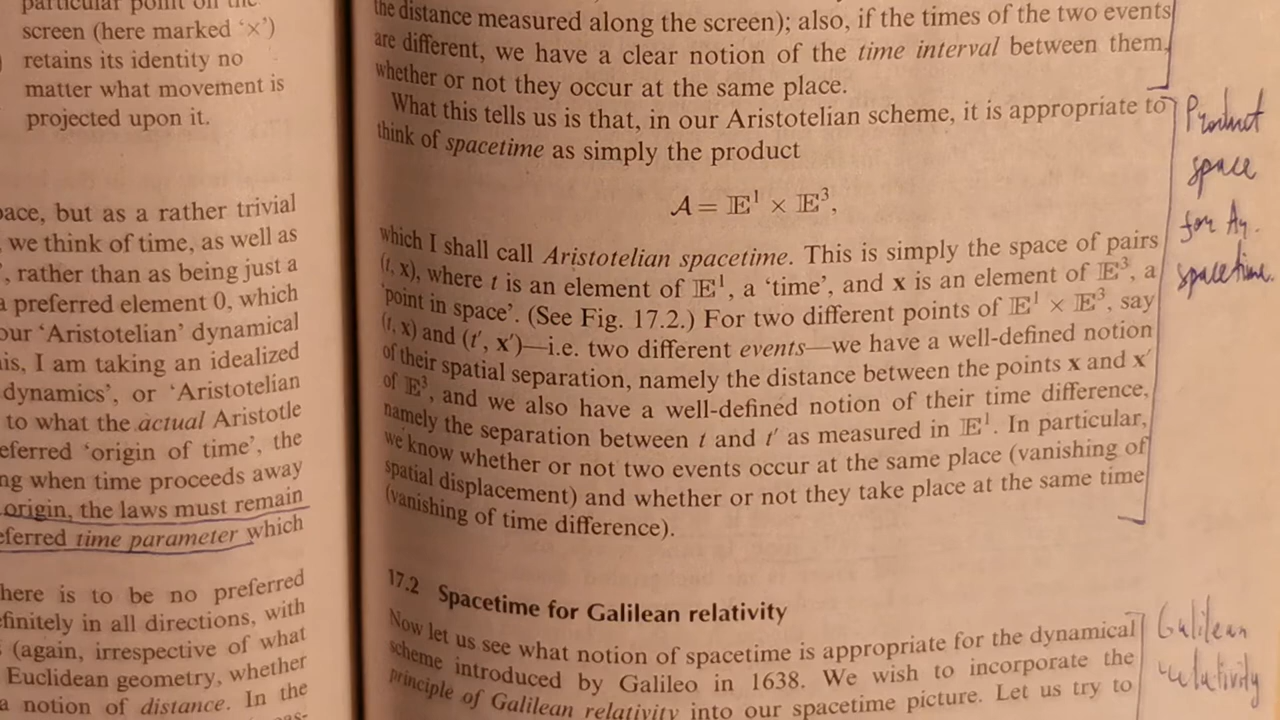 particular point on the
screen (here marked ‘×’)
retains its identity no
matter what movement is
projected upon it.
pace, but as a rather trivial
we think of time, as well as
’, rather than as being just a
a preferred element 0, which
our ‘Aristotelian’ dynamical
is, I am taking an idealized
dynamics’, or ‘Aristotelian
to what the actual Aristotle
eferred ‘origin of time’, the
ng when time proceeds away
origin, the laws must remain
eferred time parameter which
here is to be no preferred
efinitely in all directions, with
(again, irrespective of what
Euclidean geometry, whether
a notion of distance. In the
the distance measured along the screen); also, if the times of the two events
are different, we have a clear notion of the time interval between them,
whether or not they occur at the same place.
What this tells us is that, in our Aristotelian scheme, it is appropriate to
think of spacetime as simply the product
𝒜 = 𝔼¹ × 𝔼³,
which I shall call Aristotelian spacetime. This is simply the space of pairs
(t, x), where t is an element of 𝔼¹, a ‘time’, and x is an element of 𝔼³, a
‘point in space’. (See Fig. 17.2.) For two different points of 𝔼¹ × 𝔼³, say
(t, x) and (t′, x′)—i.e. two different events—we have a well-defined notion
of their spatial separation, namely the distance between the points x and x′
of 𝔼³, and we also have a well-defined notion of their time difference,
namely the separation between t and t′ as measured in 𝔼¹. In particular,
we know whether or not two events occur at the same place (vanishing of
spatial displacement) and whether or not they take place at the same time
(vanishing of time difference).
17.2 Spacetime for Galilean relativity
Now let us see what notion of spacetime is appropriate for the dynamical
scheme introduced by Galileo in 1638. We wish to incorporate the
principle of Galilean relativity into our spacetime picture. Let us try to
Product
space
for Ar.
spacetime.
Galilean
relativity